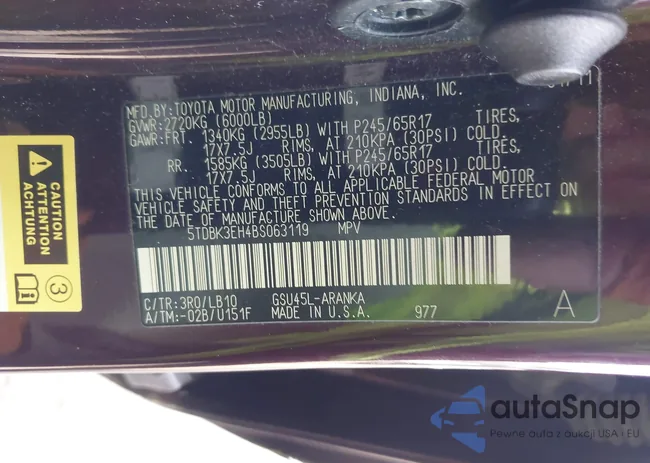 MFD.BY:TOYOTA MOTOR MANUFACTURING, INDIANA, INC.
GVWR:2720KG (6000LB)
GAWR:FRT. 1340KG (2955LB) WITH P245/65R17 TIRES,
17X7.5J RIMS, AT 210KPA (30PSI) COLD.
RR. 1585KG (3505LB) WITH P245/65R17 TIRES,
17X7.5J RIMS, AT 210KPA (30PSI) COLD.
THIS VEHICLE CONFORMS TO ALL APPLICABLE FEDERAL MOTOR
VEHICLE SAFETY AND THEFT PREVENTION STANDARDS IN EFFECT ON
THE DATE OF MANUFACTURE SHOWN ABOVE.
5TDBK3EH4BS063119 MPV
C/TR:3R0/LB10 GSU45L-ARANKA
A/TM:-02B/U151F MADE IN U.S.A. 977 A
CAUTION
ATTENTION
ACHTUNG
3
autoSnap
Pewne auta z aukcji USA i EU